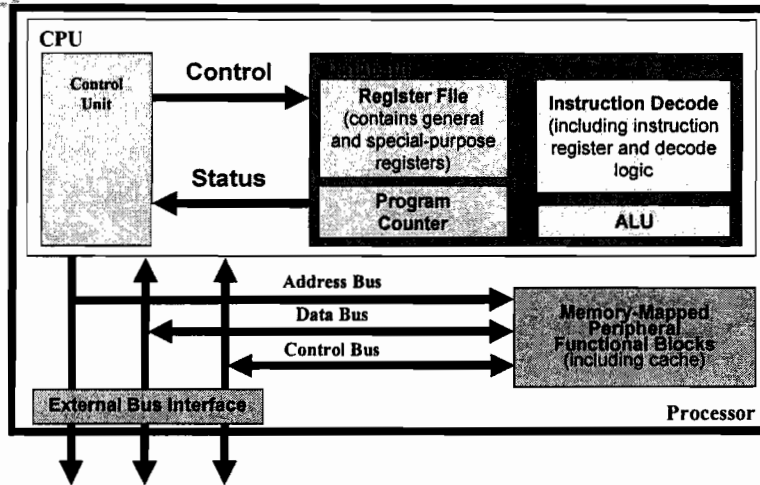 CPU
Control
Unit
Control
Status
Register File
(contains general
and special-purpose
registers)
Program
Counter
Instruction Decode
(including instruction
register and decode
logic
ALU
Address Bus
Data Bus
Control Bus
Memory-Mapped
Peripheral
Functional Blocks
(including cache)
External Bus Interface
Processor